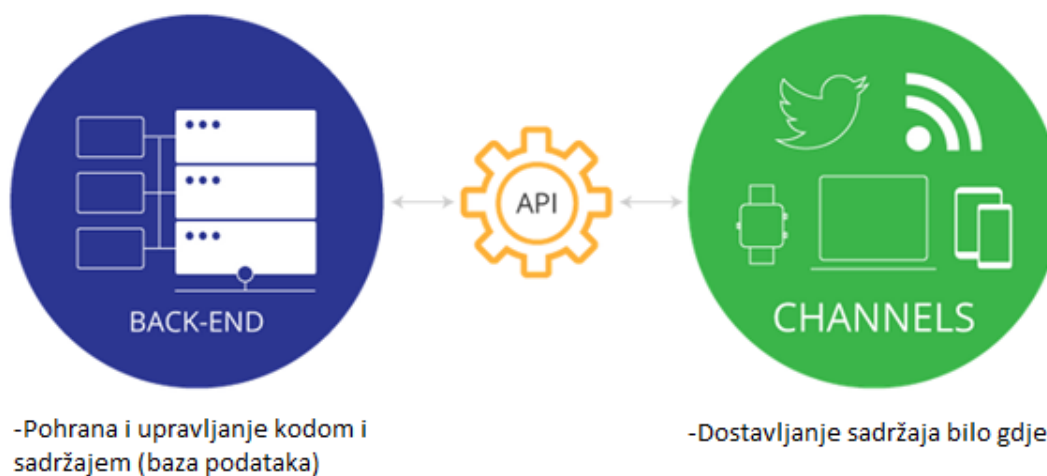 BACK-END
API
CHANNELS
-Pohrana i upravljanje kodom i
sadržajem (baza podataka)
-Dostavljanje sadržaja bilo gdje